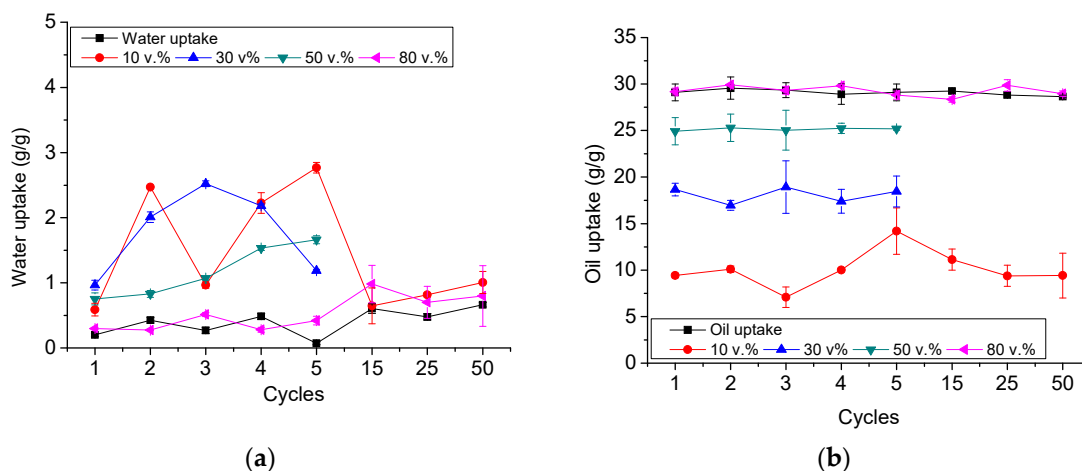 5
4
3
2
1
0
Water uptake (g/g)
Water uptake
10 v.% 30 v% 50 v.% 80 v.%
1 2 3 4 5 15 25 50
Cycles
(a)
35
30
25
20
15
10
5
0
Oil uptake (g/g)
Oil uptake
10 v.% 30 v% 50 v.% 80 v.%
1 2 3 4 5 15 25 50
Cycles
(b)